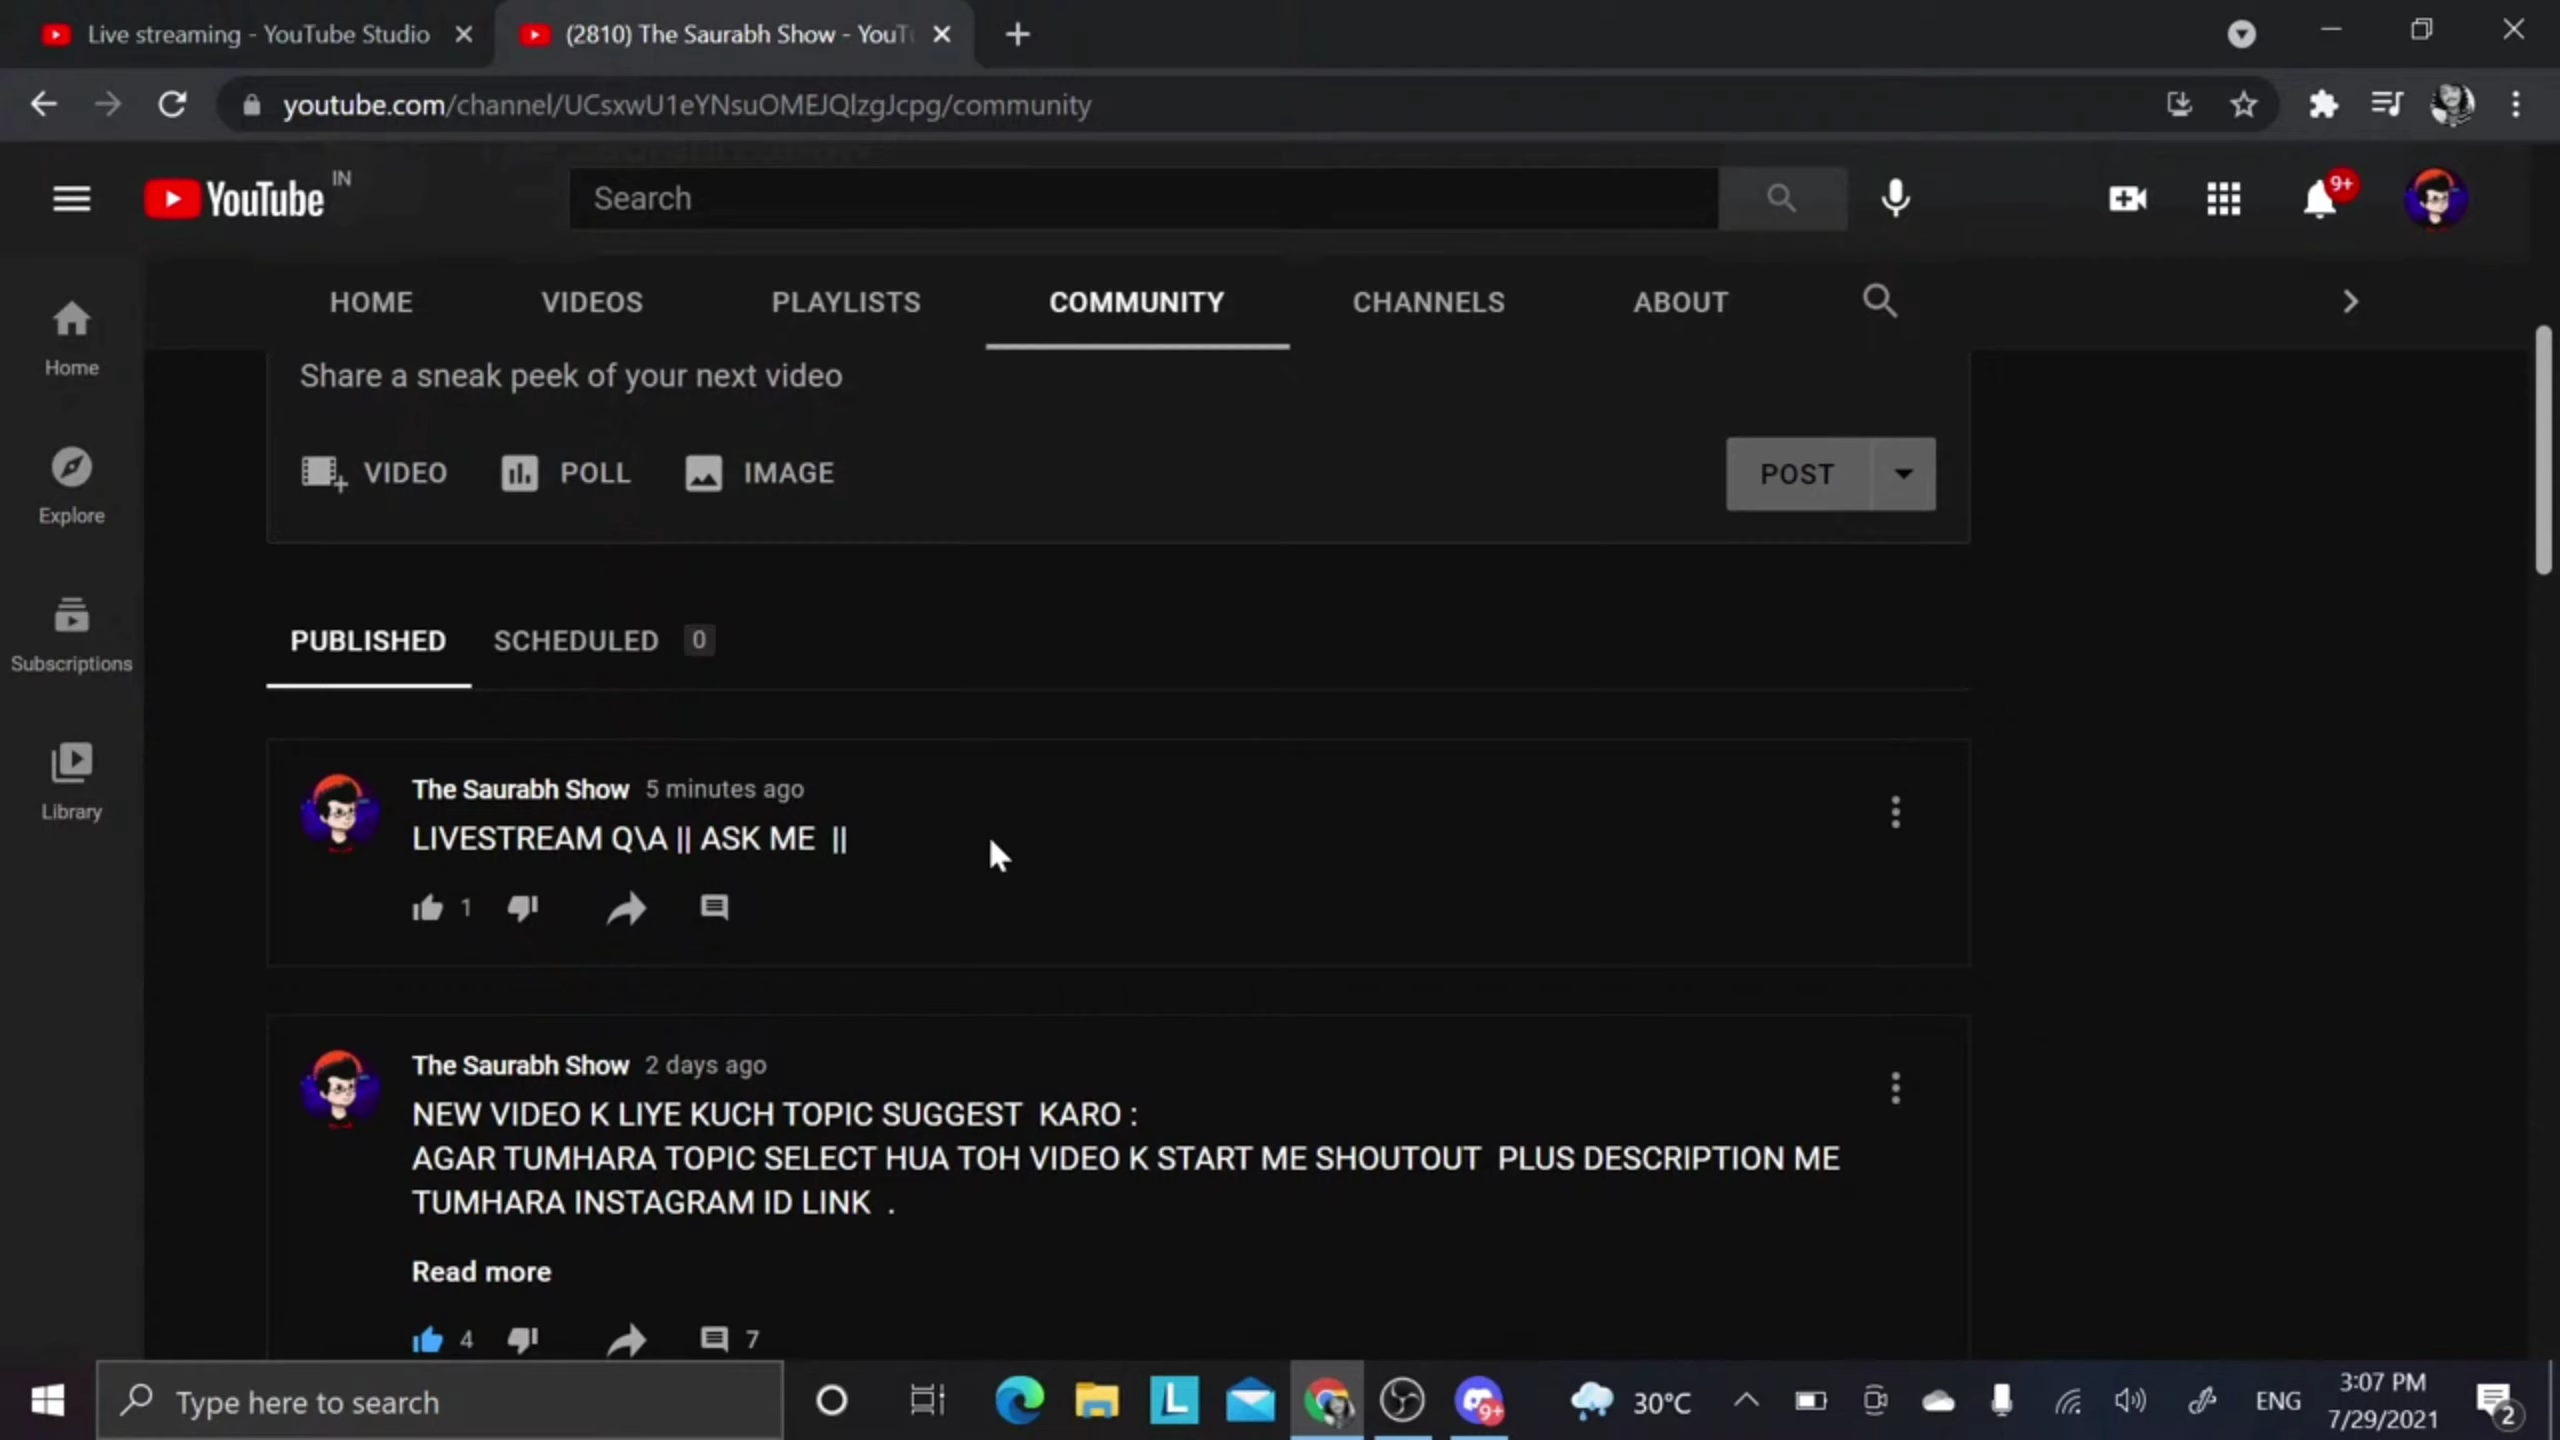 Live streaming - YouTube Studio
(2810) The Saurabh Show - YouT
youtube.com/channel/UCsxwU1eYNsuOMEJQlzgJcpg/community
YouTube IN
Search
9+
HOME VIDEOS PLAYLISTS COMMUNITY CHANNELS ABOUT
Home
Explore
Subscriptions
Library
Share a sneak peek of your next video
VIDEO POLL IMAGE POST
PUBLISHED SCHEDULED 0
The Saurabh Show 5 minutes ago
LIVESTREAM Q\A || ASK ME ||
1
The Saurabh Show 2 days ago
NEW VIDEO K LIYE KUCH TOPIC SUGGEST KARO :
AGAR TUMHARA TOPIC SELECT HUA TOH VIDEO K START ME SHOUTOUT PLUS DESCRIPTION ME
TUMHARA INSTAGRAM ID LINK .
Read more
4 7
Type here to search
L
9+
30°C
ENG
3:07 PM
7/29/2021
2